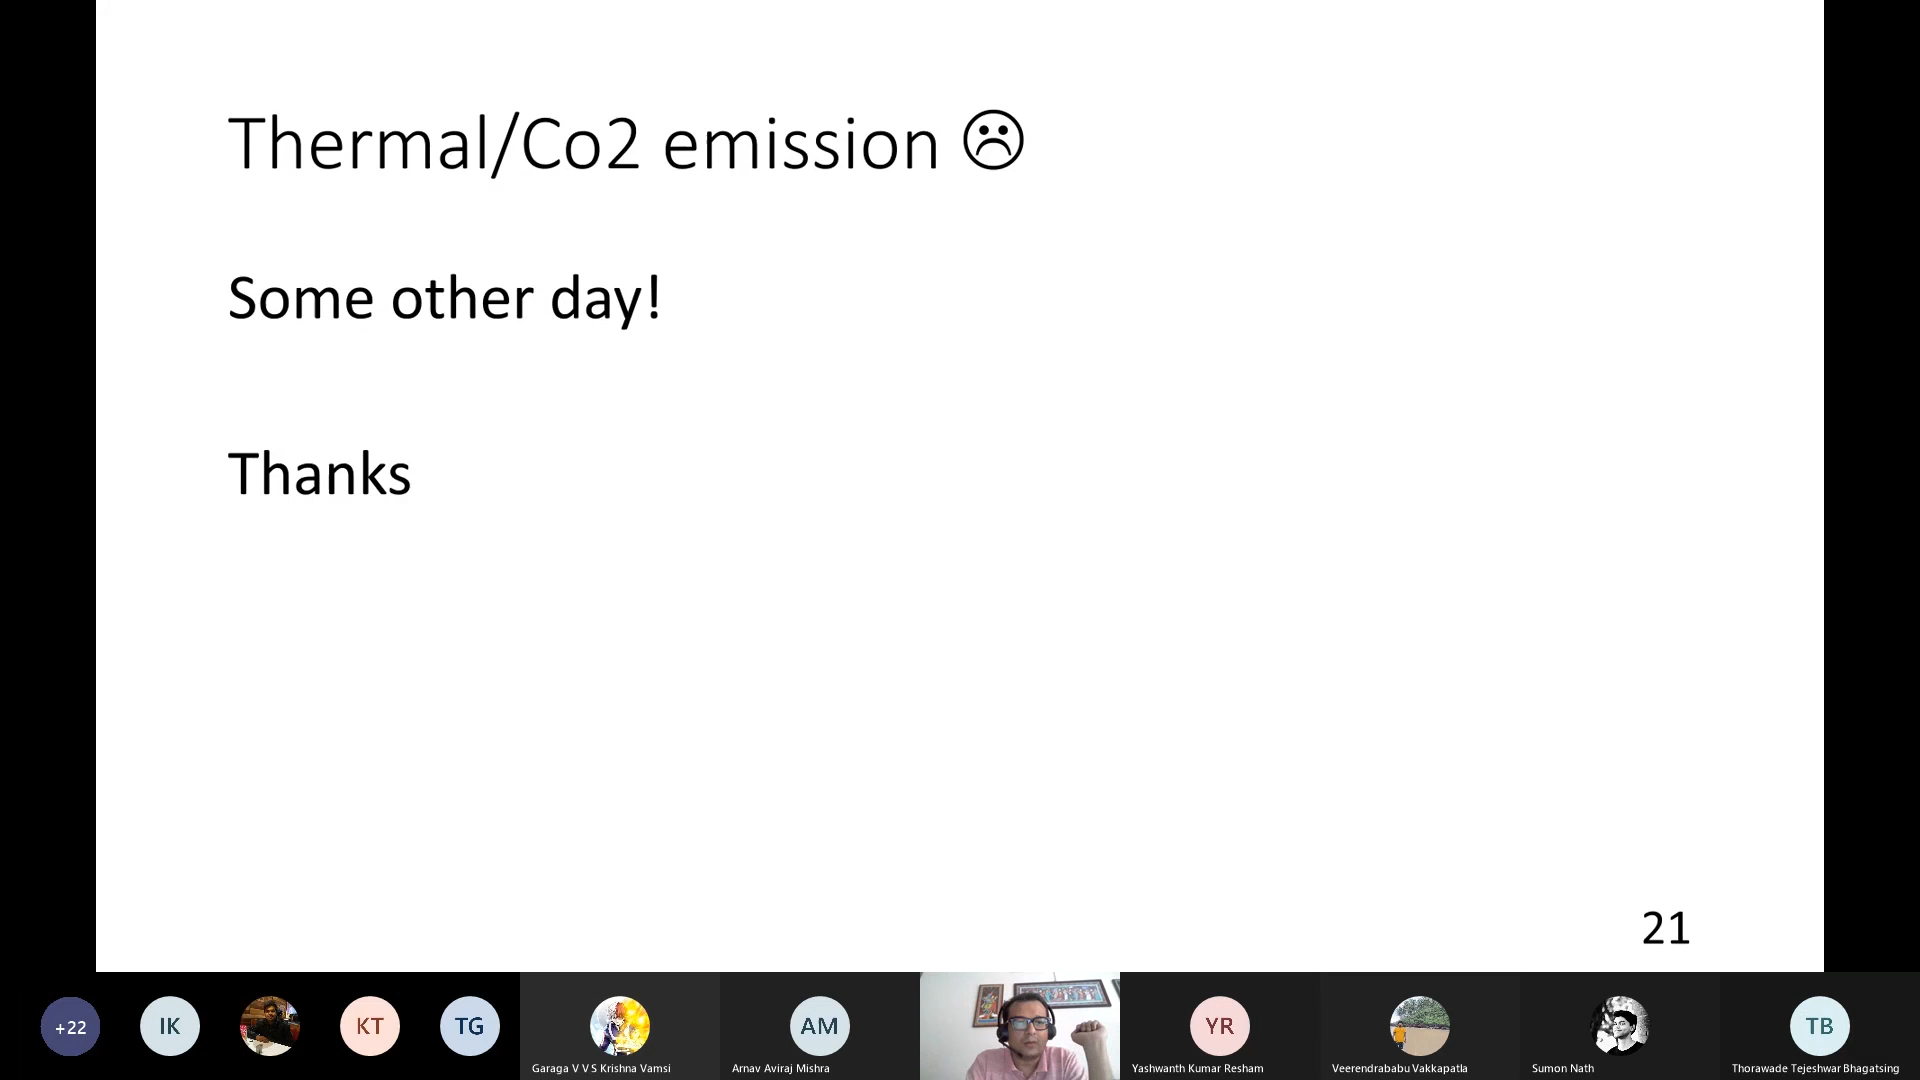 Thermal/Co2 emission ☹
Some other day!
Thanks
21
+22
IK
KT
TG
Garaga V V S Krishna Vamsi
AM
Arnav Aviraj Mishra
YR
Yashwanth Kumar Resham
Veerendrababu Vakkapatla
Sumon Nath
TB
Thorawade Tejeshwar Bhagatsing